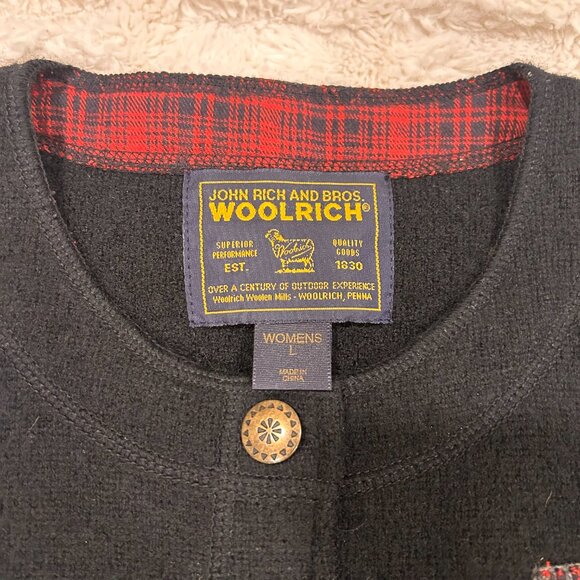 JOHN RICH AND BROS.
WOOLRICH®
SUPERIOR
PERFORMANCE
EST.
Woolrich
QUALITY
GOODS
1830
OVER A CENTURY OF OUTDOOR EXPERIENCE
Woolrich Woolen Mills - WOOLRICH, PENNA
WOMENS
L
MADE IN
CHINA